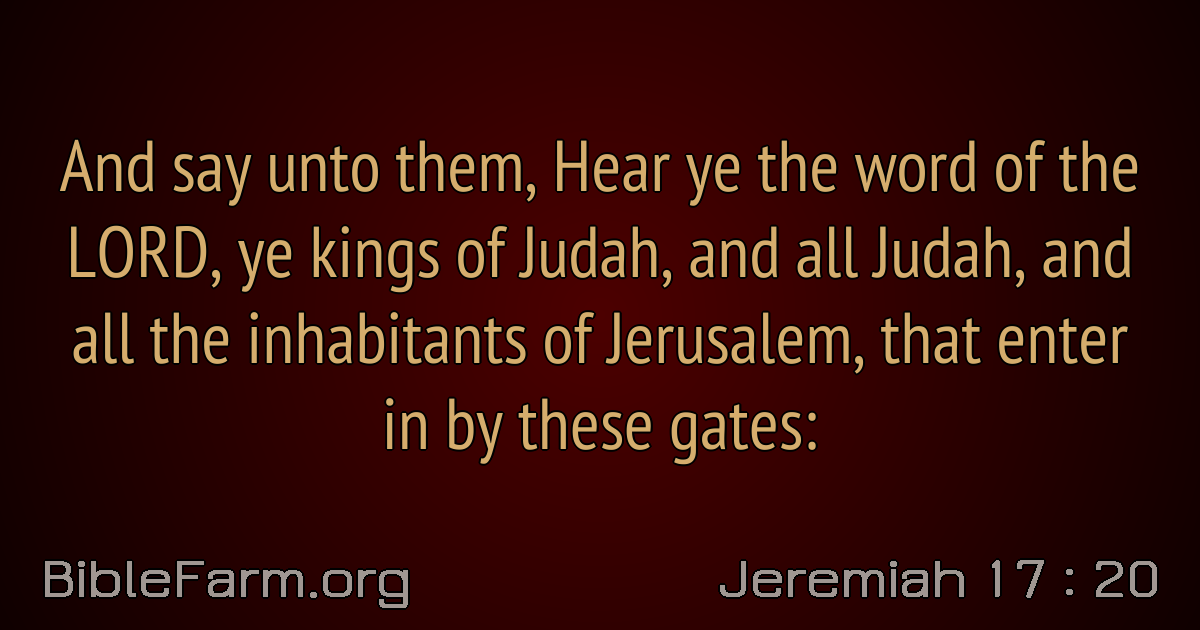 And say unto them, Hear ye the word of the
LORD, ye kings of Judah, and all Judah, and
all the inhabitants of Jerusalem, that enter
in by these gates:
BibleFarm.org
Jeremiah 17 : 20